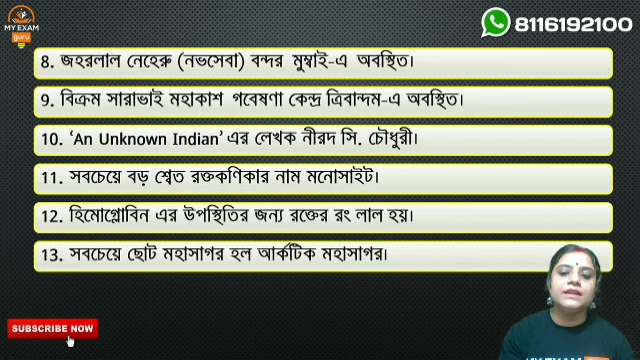 MY EXAM
guru
8116192100
8. জহরলাল নেহেরু (নভসেবা) বন্দর মুম্বাই-এ অবস্থিত।
9. বিক্রম সারাভাই মহাকাশ গবেষণা কেন্দ্র ত্রিবান্দম-এ অবস্থিত।
10. ‘An Unknown Indian’ এর লেখক নীরদ সি. চৌধুরী।
11. সবচেয়ে বড় শ্বেত রক্তকণিকার নাম মনোসাইট।
12. হিমোগ্লোবিন এর উপস্থিতির জন্য রক্তের রং লাল হয়।
13. সবচেয়ে ছোট মহাসাগর হল আর্কটিক মহাসাগর।
SUBSCRIBE NOW
MY EXAM